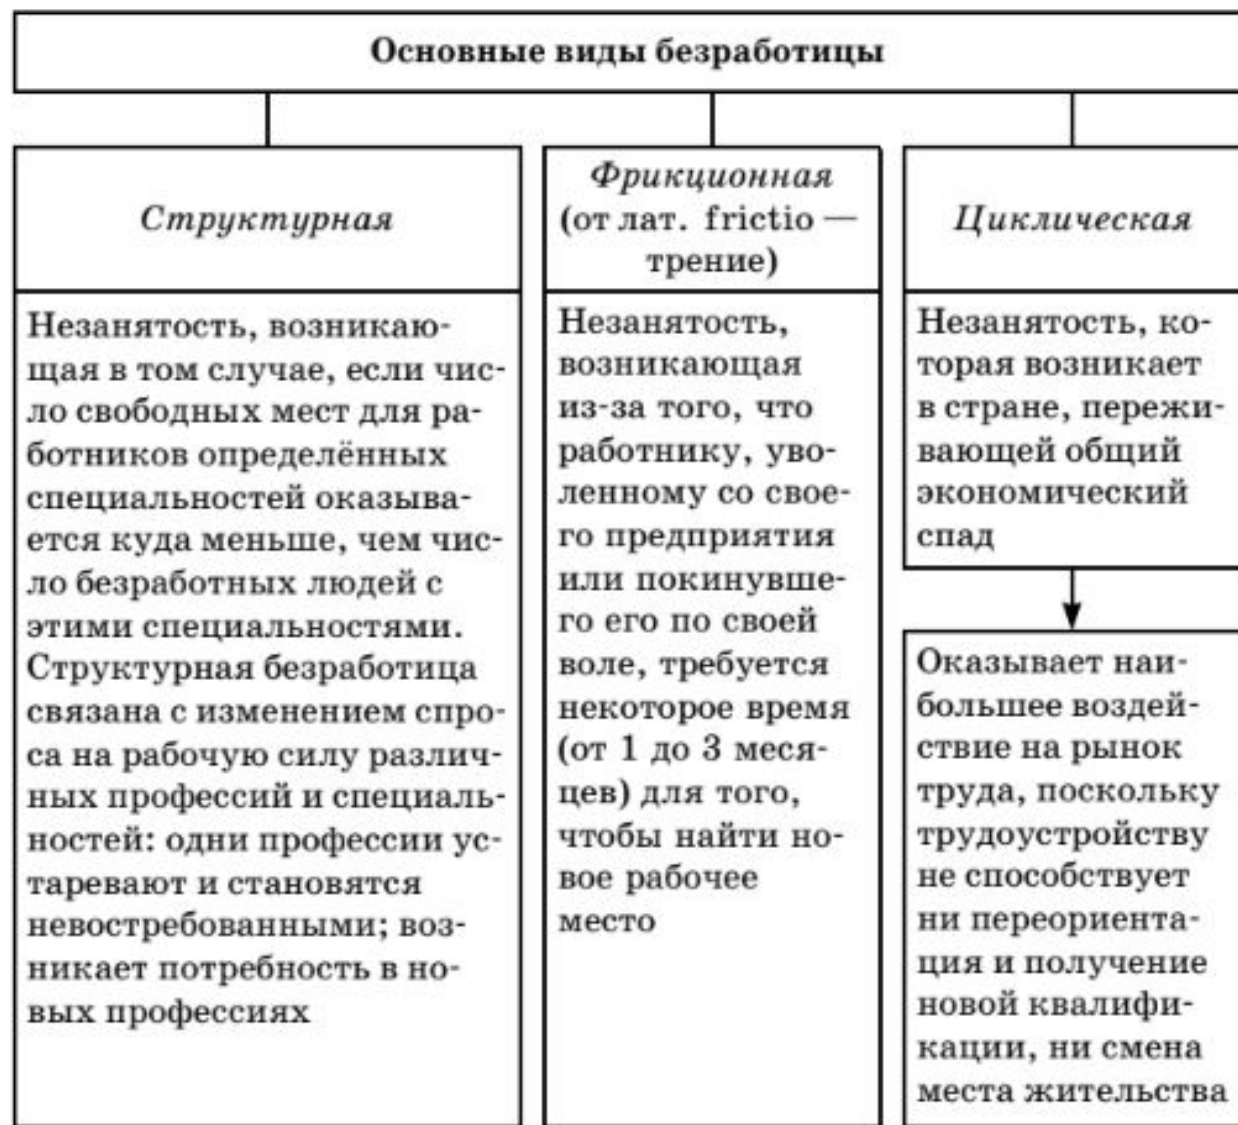 Основные виды безработицы
Структурная
Незанятость, возникаю-
щая в том случае, если чис-
ло свободных мест для ра-
ботников определённых
специальностей оказыва-
ется куда меньше, чем чис-
ло безработных людей с
этими специальностями.
Структурная безработица
связана с изменением спро-
са на рабочую силу различ-
ных профессий и специаль-
ностей: одни профессии ус-
таревают и становятся
невостребованными; воз-
никает потребность в но-
вых профессиях
Фрикционная
(от лат. frictio —
трение)
Незанятость,
возникающая
из-за того, что
работнику, уво-
ленному со свое-
го предприятия
или покинувше-
го его по своей
воле, требуется
некоторое время
(от 1 до 3 меся-
цев) для того,
чтобы найти но-
вое рабочее
место
Циклическая
Незанятость, ко-
торая возникает
в стране, пережи-
вающей общий
экономический
спад
Оказывает наи-
большее воздей-
ствие на рынок
труда, поскольку
трудоустройству
не способствует
ни переориента-
ция и получение
новой квалифи-
кации, ни смена
места жительства